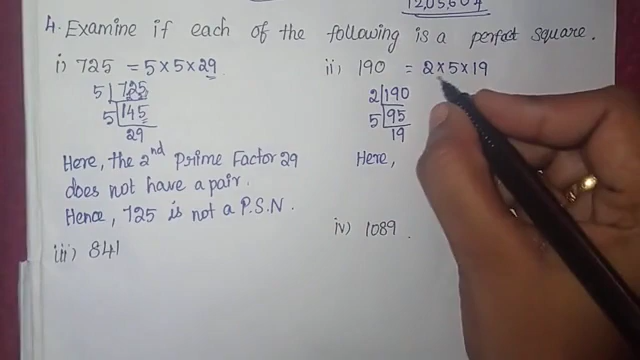 1205604
4. Examine if each of the following is a perfect square.
i) 725 = 5 × 5 × 29
5 | 725
5 | 145
29
Here, the 2nd Prime Factor 29
does not have a pair.
Hence, 725 is not a P.S.N.
ii) 190 = 2 × 5 × 19
2 | 190
5 | 95
19
Here,
iii) 841
iv) 1089.